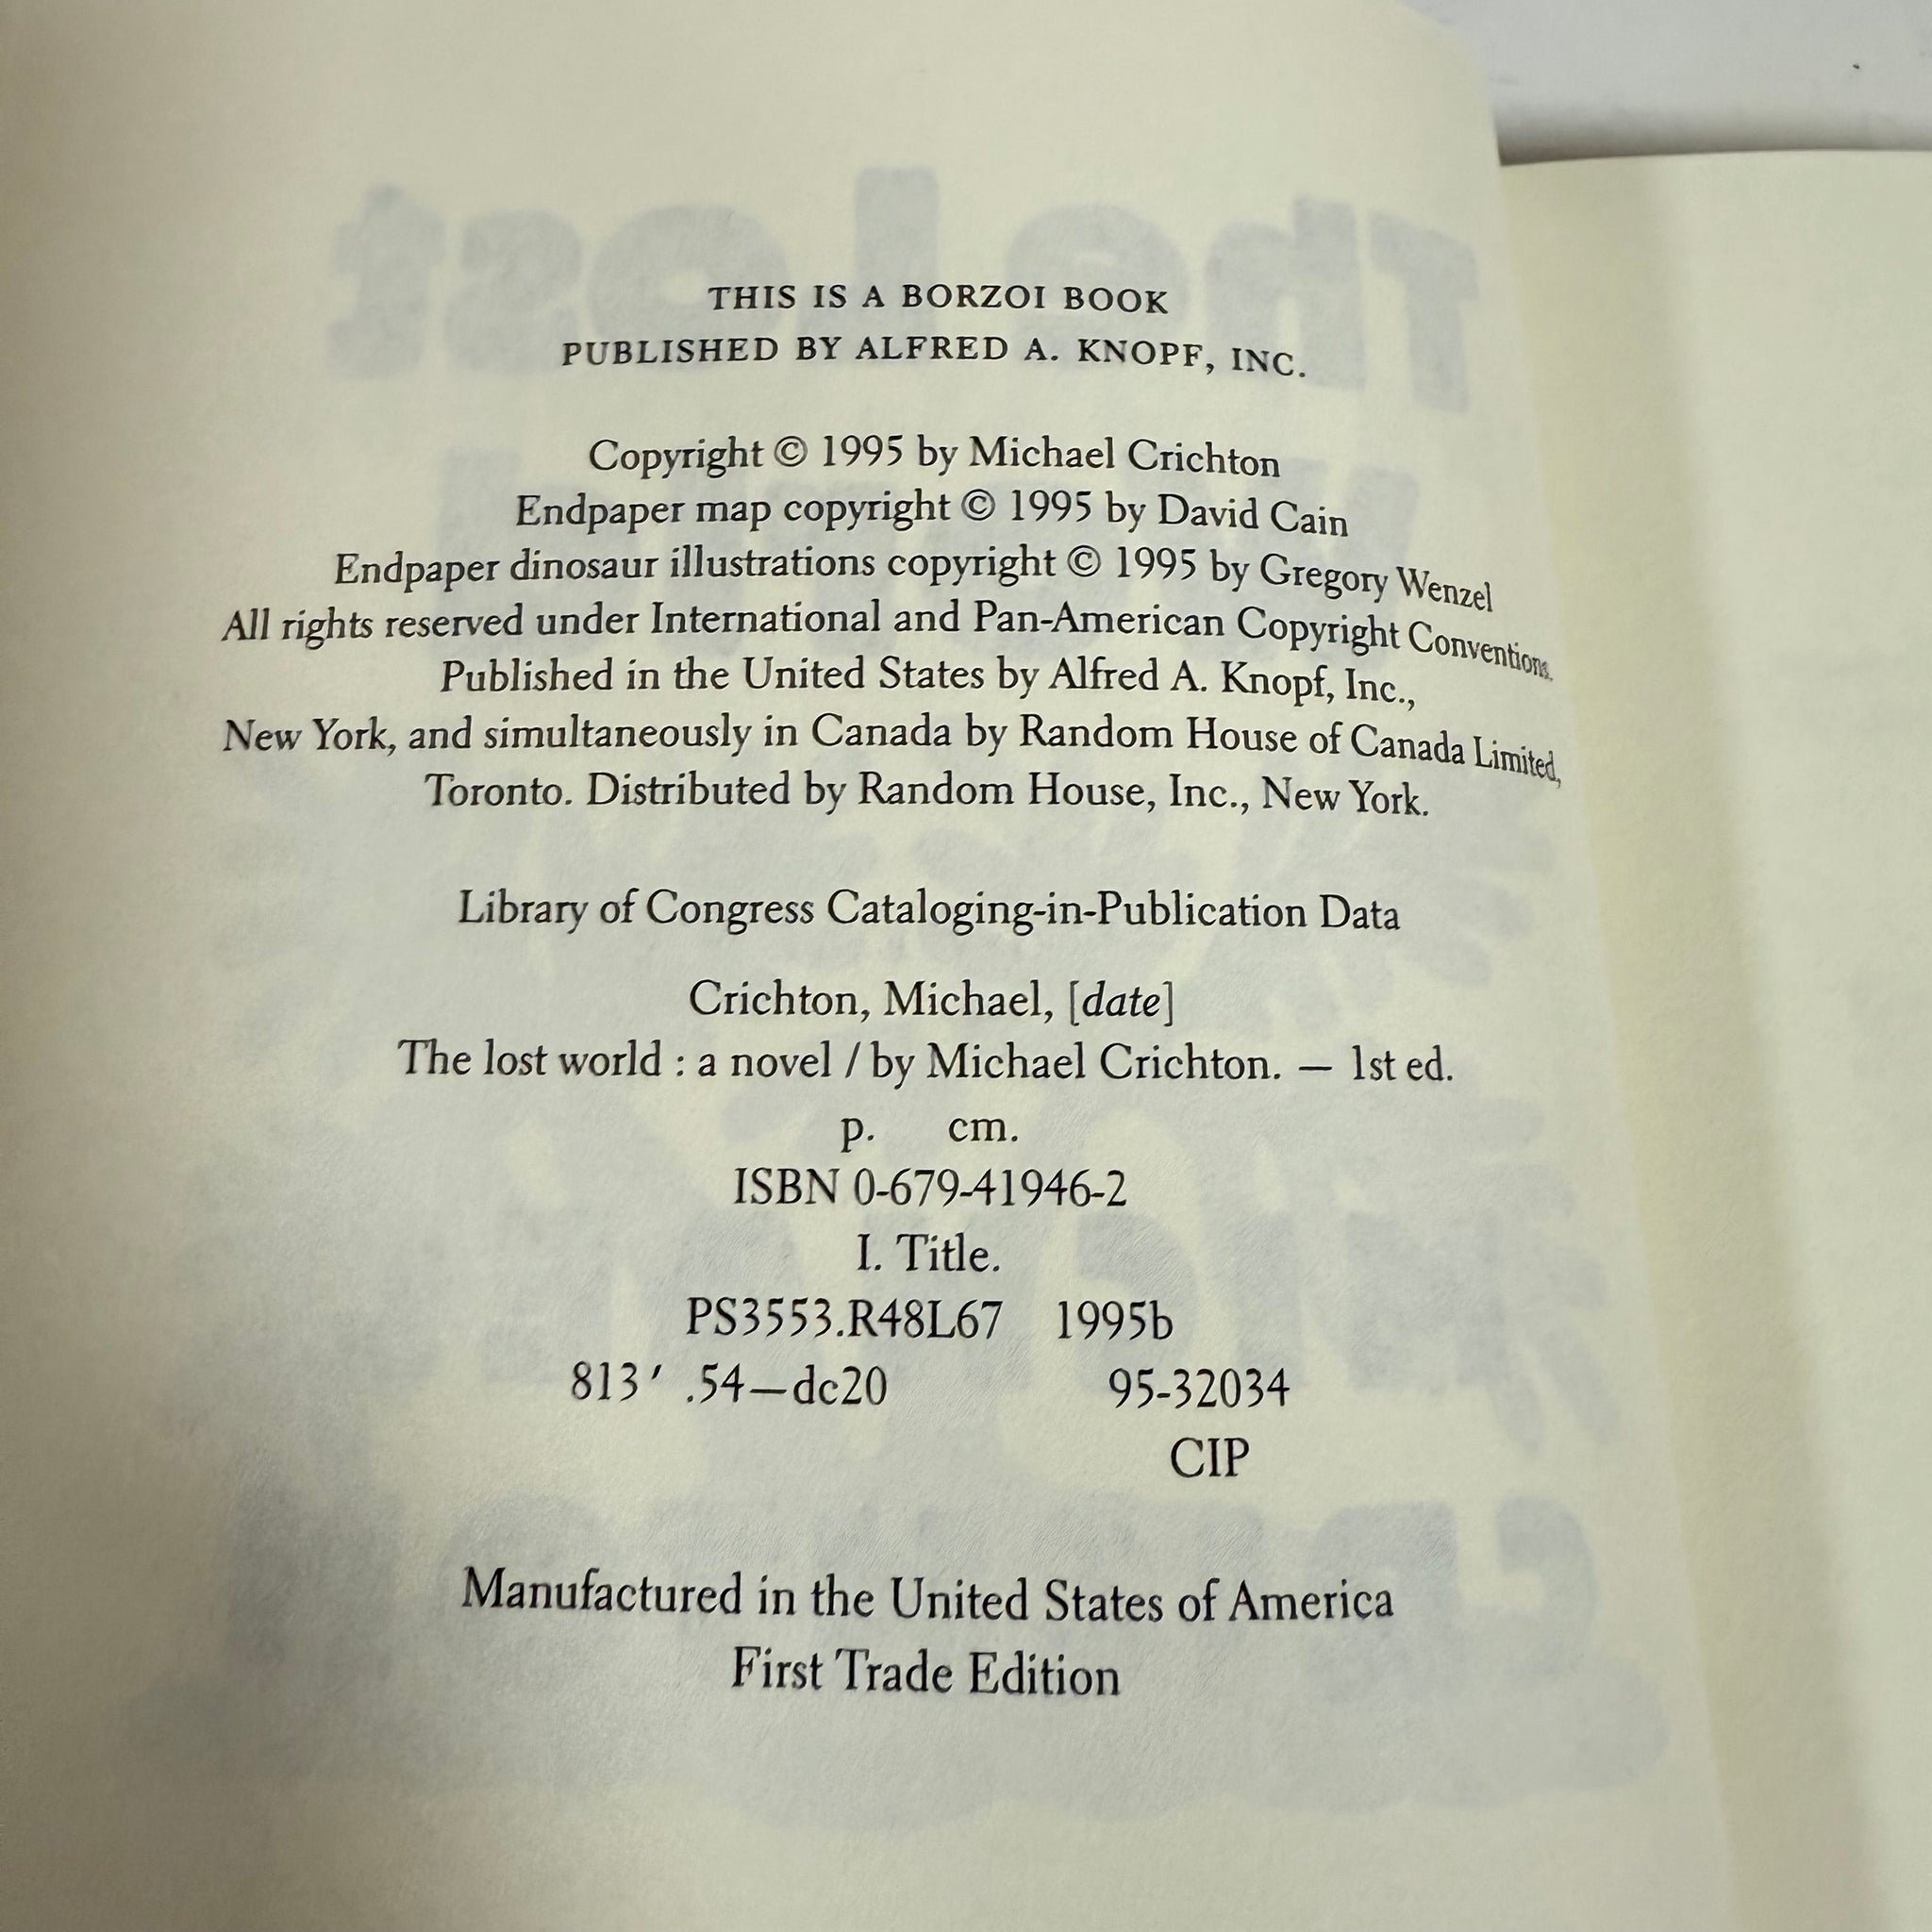 THIS IS A BORZOI BOOK
PUBLISHED BY ALFRED A. KNOPF, INC.
Copyright © 1995 by Michael Crichton
Endpaper map copyright © 1995 by David Cain
Endpaper dinosaur illustrations copyright © 1995 by Gregory Wenzel
All rights reserved under International and Pan-American Copyright Conventions.
Published in the United States by Alfred A. Knopf, Inc.,
New York, and simultaneously in Canada by Random House of Canada Limited,
Toronto. Distributed by Random House, Inc., New York.
Library of Congress Cataloging-in-Publication Data
Crichton, Michael, [date]
The lost world : a novel / by Michael Crichton. — 1st ed.
p. cm.
ISBN 0-679-41946-2
I. Title.
PS3553.R48L67 1995b
813′ .54—dc20 95-32034
CIP
Manufactured in the United States of America
First Trade Edition